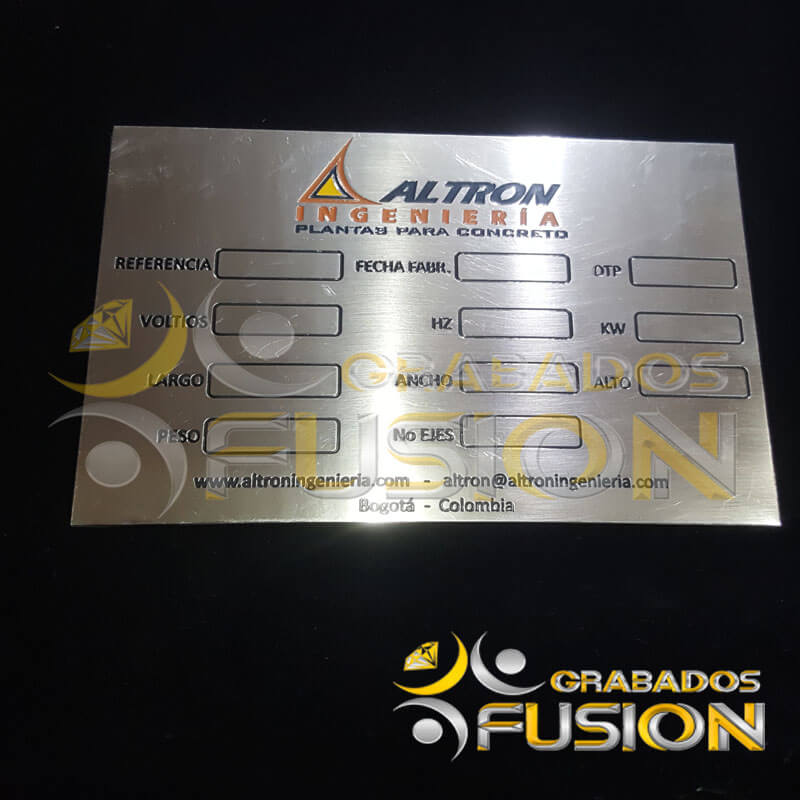 ALTRON
INGENIERÍA
PLANTAS PARA CONCRETO
REFERENCIA FECHA FABR. DTP
VOLTIOS HZ KW
LARGO ANCHO ALTO
PESO No EJES
www.altroningenieria.com - altron@altroningenieria.com
Bogotá - Colombia
GRABADOS
FUSION
GRABADOS
FUSION